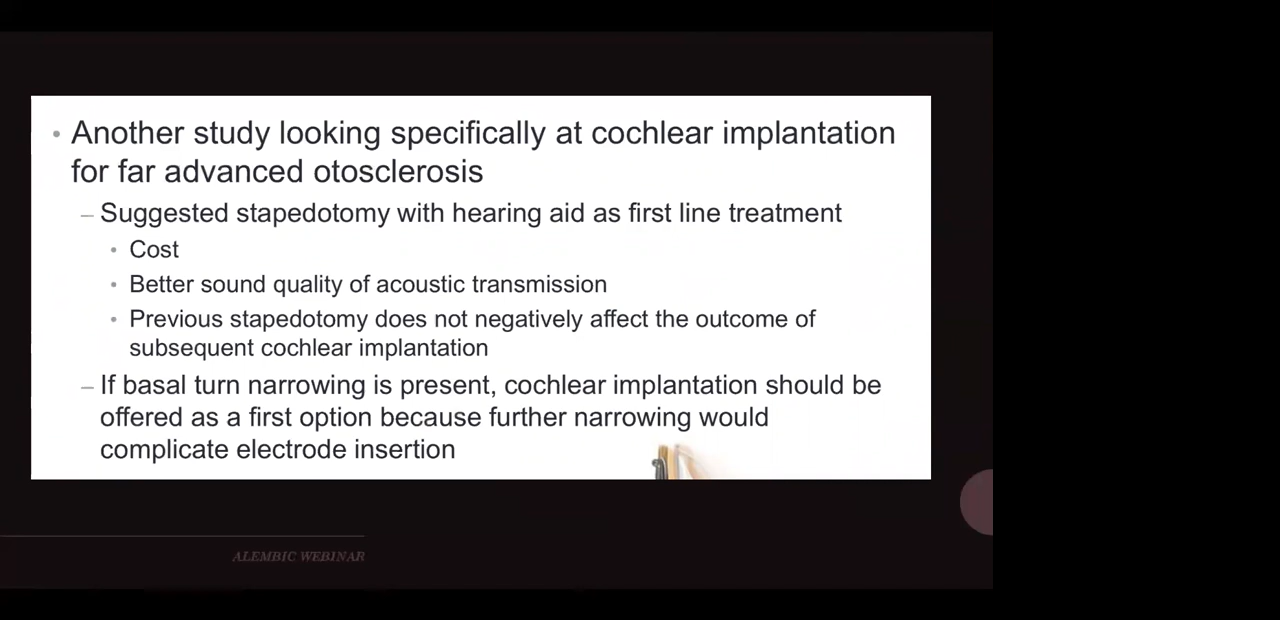 • Another study looking specifically at cochlear implantation
for far advanced otosclerosis
– Suggested stapedotomy with hearing aid as first line treatment
• Cost
• Better sound quality of acoustic transmission
• Previous stapedotomy does not negatively affect the outcome of
subsequent cochlear implantation
– If basal turn narrowing is present, cochlear implantation should be
offered as a first option because further narrowing would
complicate electrode insertion
ALEMBIC WEBINAR